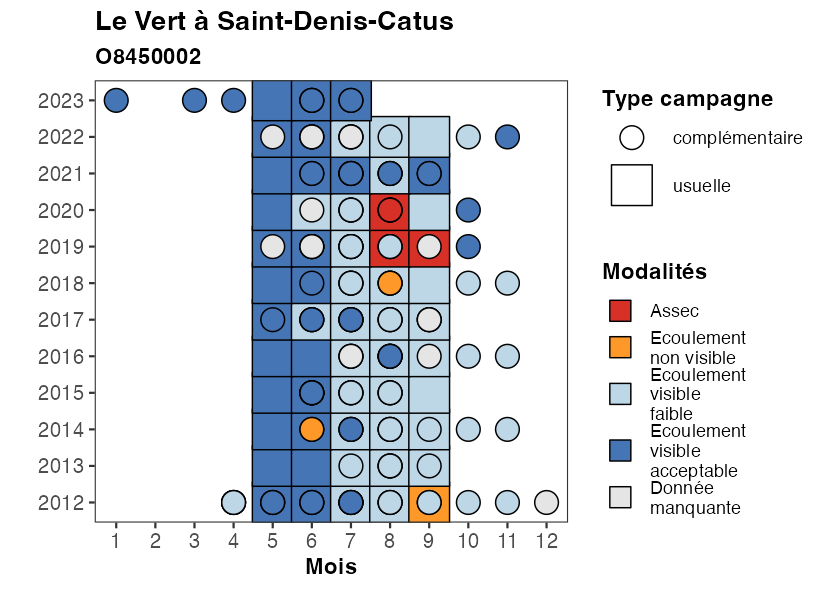 Le Vert à Saint-Denis-Catus
O8450002
2023
2022
2021
2020
2019
2018
2017
2016
2015
2014
2013
2012
1 2 3 4 5 6 7 8 9 10 11 12
Mois
Type campagne
complémentaire
usuelle
Modalités
Assec
Ecoulement
non visible
Ecoulement
visible
faible
Ecoulement
visible
acceptable
Donnée
manquante